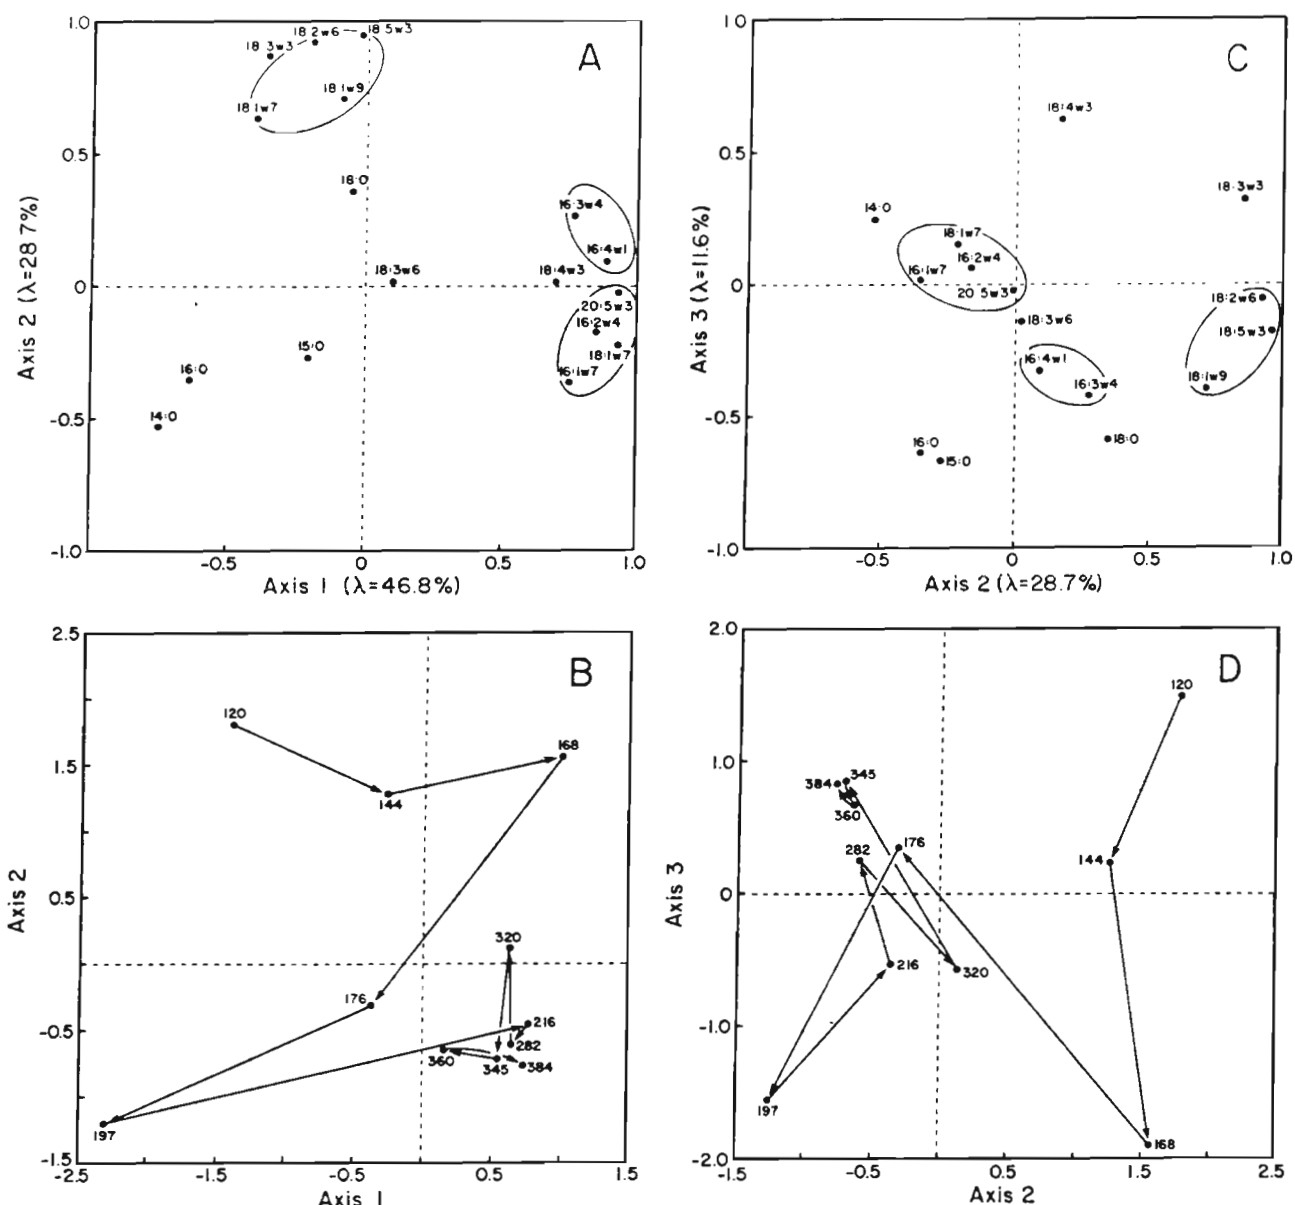 1.0
18:3w3
18:2w6
18:5w3
A
18:1w7
18:1w9
0.5
18:0
16:3w4
16:4w1
18:3w6
18:4w3
0
20:5w3
16:2w4
15:0
18:1w7
16:0
16:1w7
14:0
-0.5
-1.0
-0.5
0
0.5
1.0
Axis 1 (λ=46.8%)
Axis 2 (λ=28.7%)
1.0
C
18:4w3
0.5
18:3w3
14:0
18:1w7
16:2w4
16:1w7
20:5w3
0
18:2w6
18:3w6
18:5w3
16:4w1
16:3w4
18:1w9
-0.5
16:0
15:0
18:0
-1.0
-0.5
0
0.5
1.0
Axis 2 (λ=28.7%)
Axis 3 (λ=11.6%)
2.5
B
120
168
1.5
144
0.5
320
176
216
-0.5
282
360
345
384
197
-1.5
-2.5
-1.5
-0.5
0.5
1.5
Axis 1
Axis 2
2.0
D
120
1.0
384
345
360
282
176
144
0
216
320
-1.0
197
168
-2.0
-1.5
-0.5
0.5
1.5
2.5
Axis 2
Axis 3